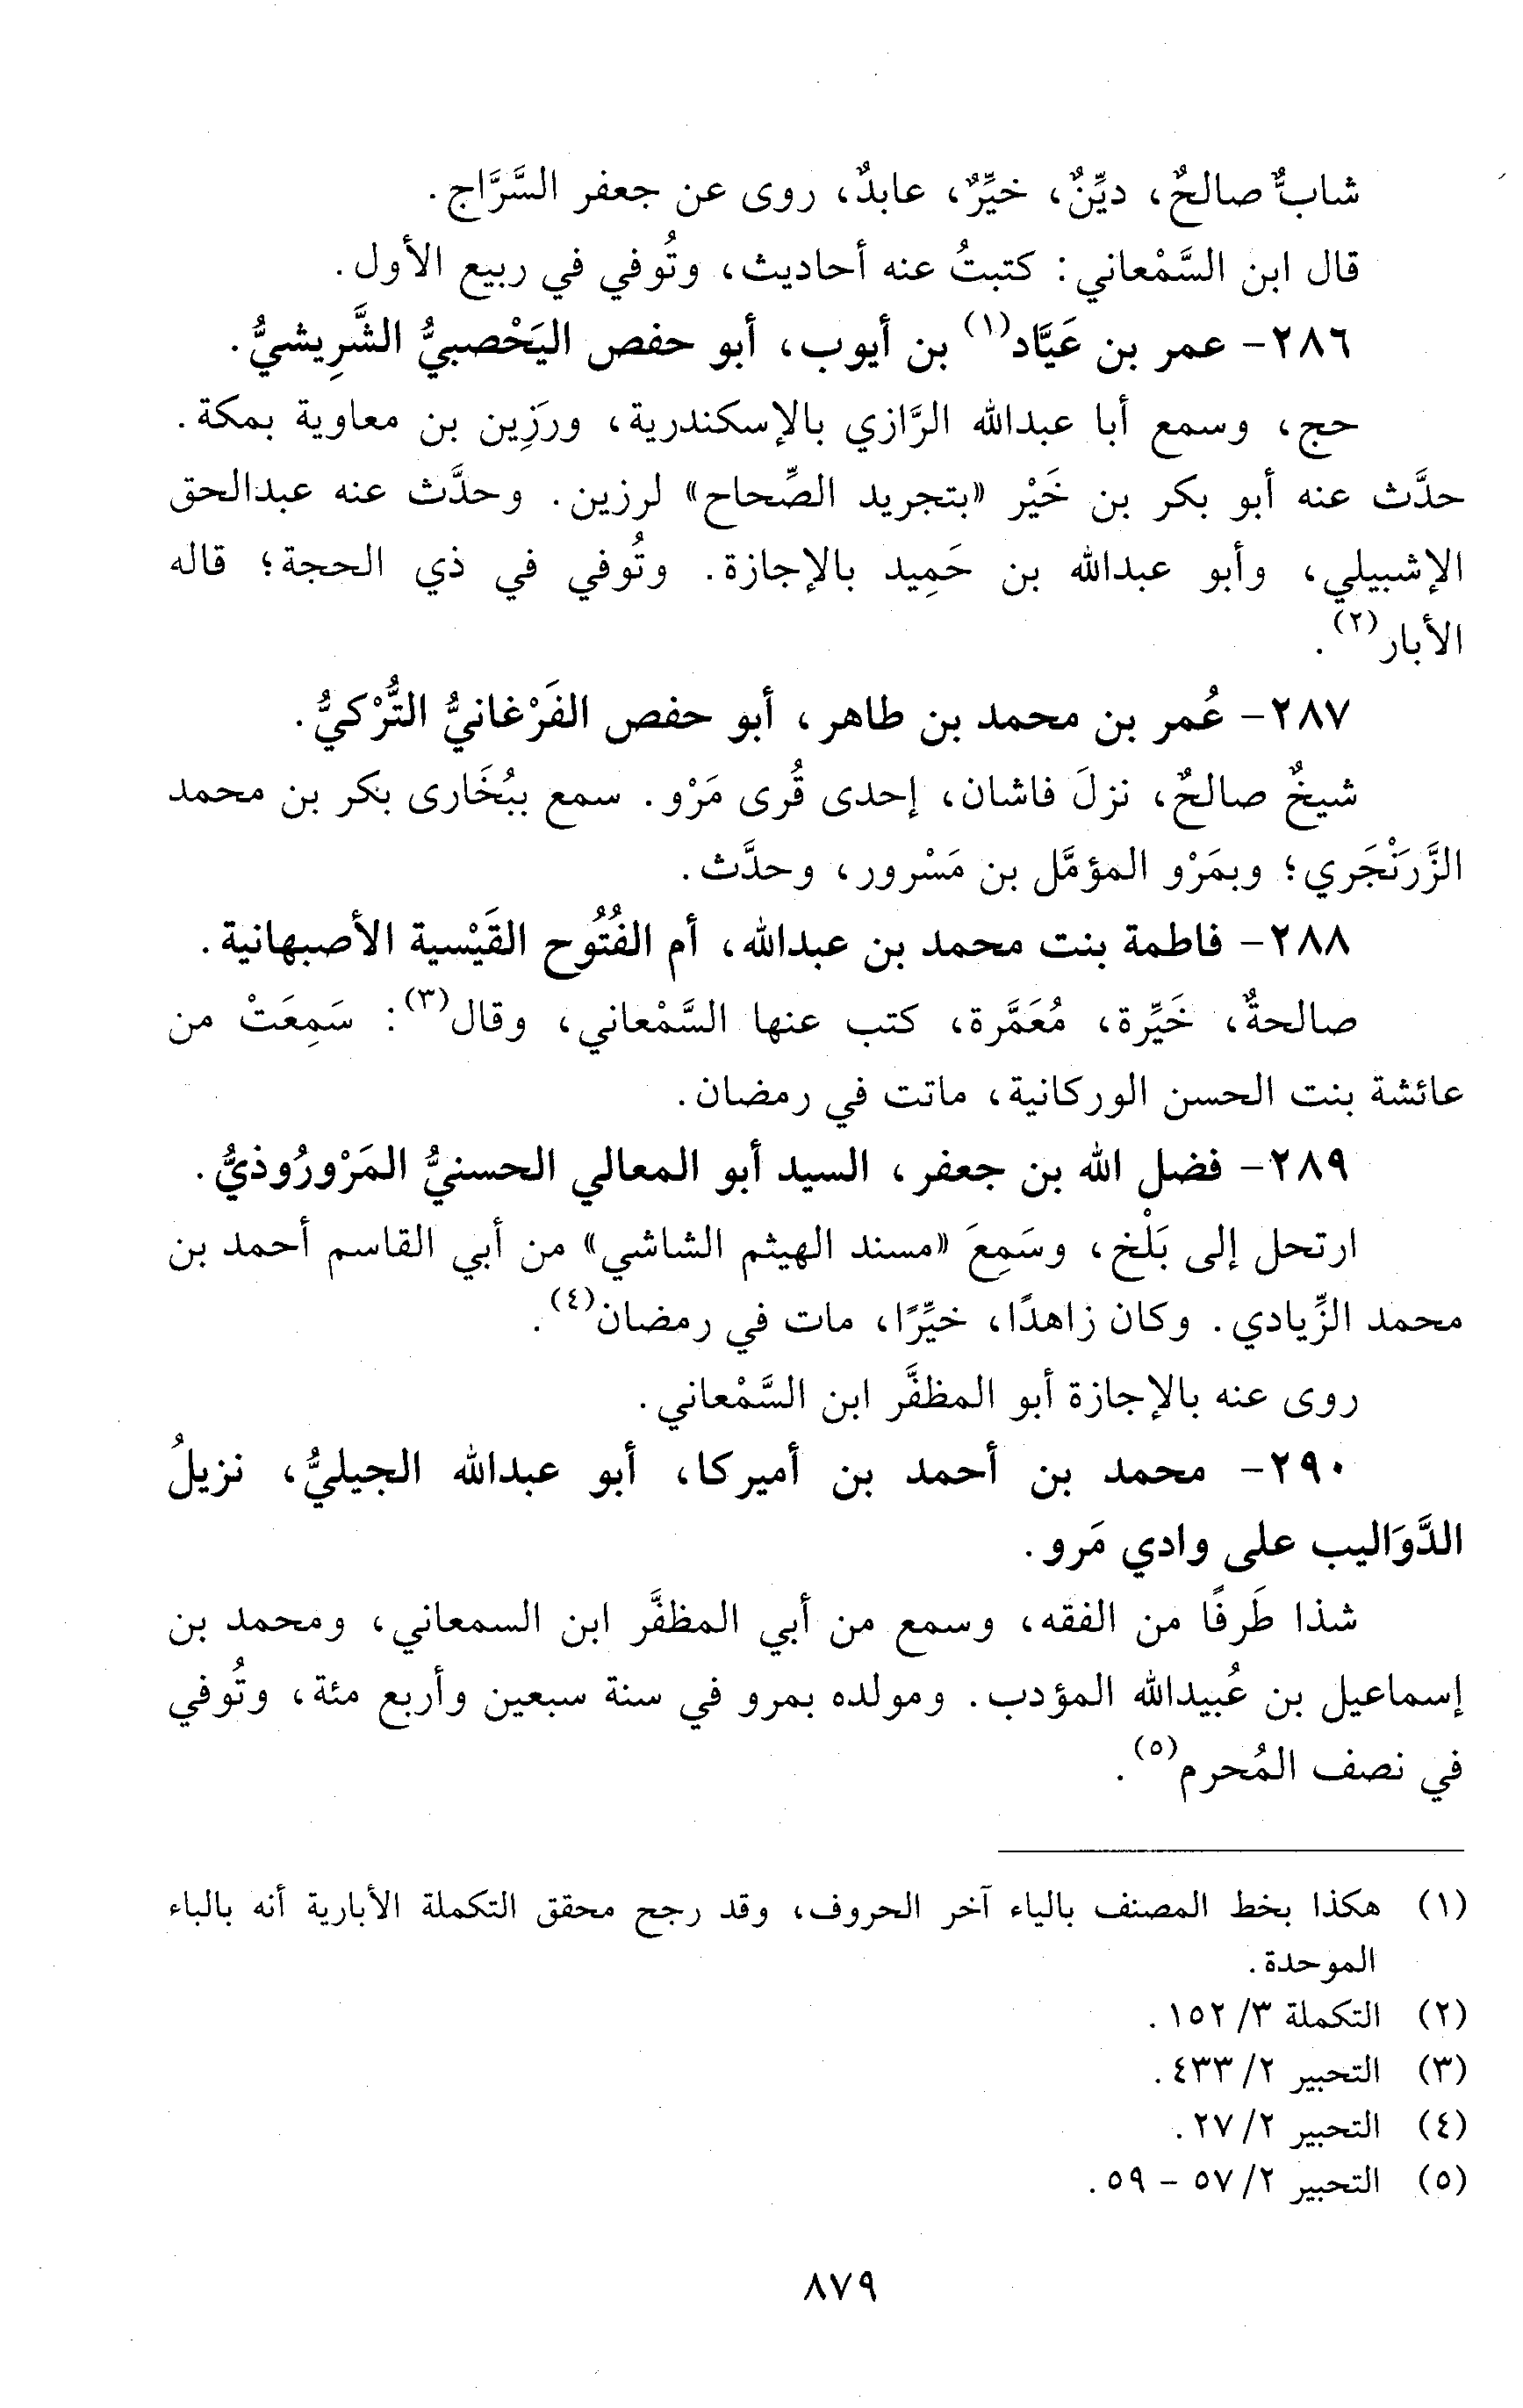 شابٌّ صالحٌ، ديِّنٌ، خيِّرٌ، عابدٌ، روى عن جعفر السَّرَّاج.
قال ابن السَّمْعاني: كتبتُ عنه أحاديث، وتُوفي في ربيع الأول.
٢٨٦- عمر بن عَيَّاد(١) بن أيوب، أبو حفص اليَحْصبيُّ الشَّرِيشيُّ.
حج، وسمع أبا عبدالله الرَّازي بالإسكندرية، ورَزِين بن معاوية بمكة.
حدَّث عنه أبو بكر بن خَيْر «بتجريد الصِّحاح» لرزين. وحدَّث عنه عبدالحق
الإشبيلي، وأبو عبدالله بن حَمِيد بالإجازة. وتُوفي في ذي الحجة؛ قاله
الأبار(٢).
٢٨٧- عُمر بن محمد بن طاهر، أبو حفص الفَرْغانيُّ التُّرْكيُّ.
شيخٌ صالحٌ، نزلَ فاشان، إحدى قُرى مَرْو. سمع ببُخَارى بكر بن محمد
الزَّرَنْجَري؛ وبمَرْو المؤمَّل بن مَسْرور، وحدَّث.
٢٨٨- فاطمة بنت محمد بن عبدالله، أم الفُتُوح القَيْسية الأصبهانية.
صالحةٌ، خَيِّرة، مُعَمَّرة، كتب عنها السَّمْعاني، وقال(٣): سَمِعَتْ من
عائشة بنت الحسن الوركانية، ماتت في رمضان.
٢٨٩- فضل الله بن جعفر، السيد أبو المعالي الحسنيُّ المَرْورُوذيُّ.
ارتحل إلى بَلْخ، وسَمِعَ «مسند الهيثم الشاشي» من أبي القاسم أحمد بن
محمد الزِّيادي. وكان زاهدًا، خيِّرًا، مات في رمضان(٤).
روى عنه بالإجازة أبو المظفَّر ابن السَّمْعاني.
٢٩٠- محمد بن أحمد بن أميركا، أبو عبدالله الجيليُّ، نزيلُ
الدَّوَاليب على وادي مَرو.
شذا طَرفًا من الفقه، وسمع من أبي المظفَّر ابن السمعاني، ومحمد بن
إسماعيل بن عُبيدالله المؤدب. ومولده بمرو في سنة سبعين وأربع مئة، وتُوفي
في نصف المُحرم(٥).
(١) هكذا بخط المصنف بالياء آخر الحروف، وقد رجح محقق التكملة الأبارية أنه بالباء
الموحدة.
(٢) التكملة ٣/ ١٥٢.
(٣) التحبير ٢/ ٤٣٣.
(٤) التحبير ٢/ ٢٧.
(٥) التحبير ٢/ ٥٧ - ٥٩.
٨٧٩